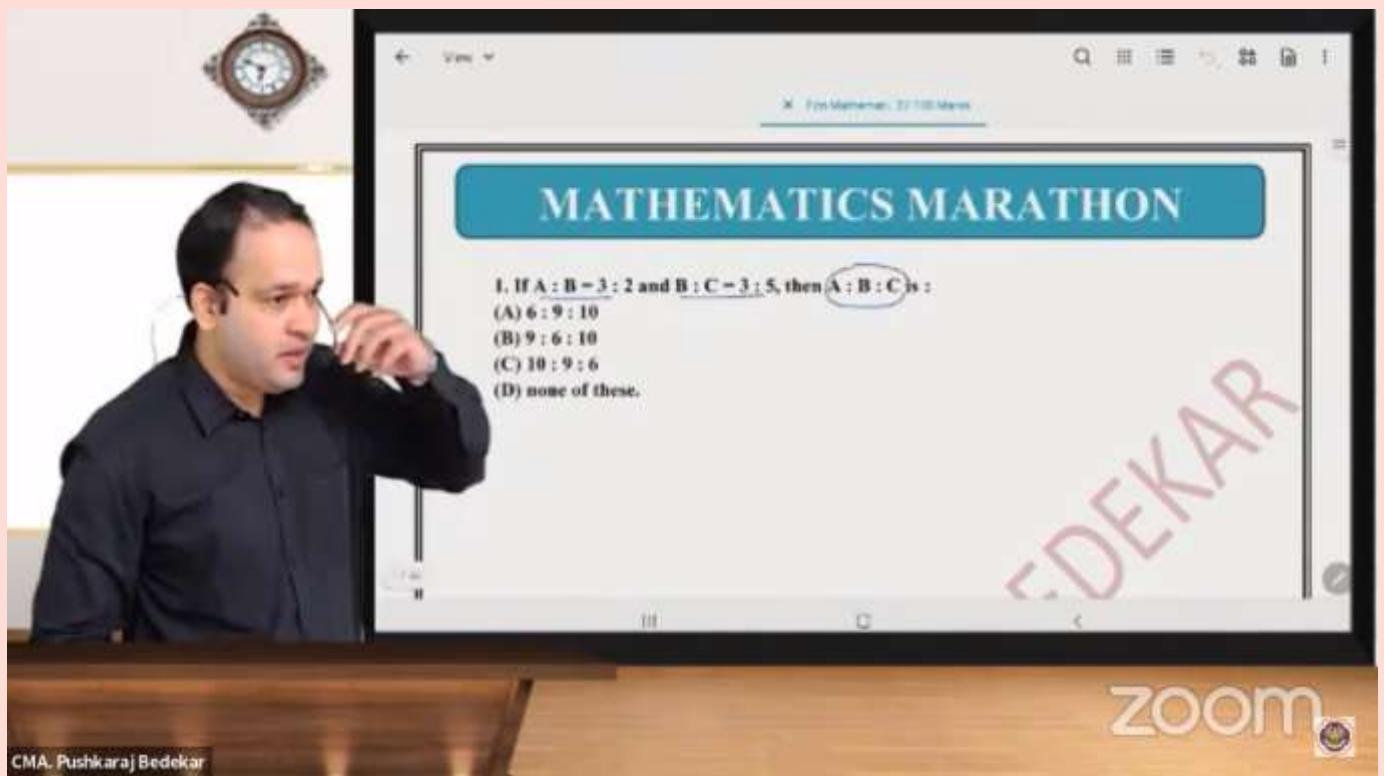 View
MATHEMATICS MARATHON
1. If A : B = 3 : 2 and B : C = 3 : 5, then A : B : C is :
(A) 6 : 9 : 10
(B) 9 : 6 : 10
(C) 10 : 9 : 6
(D) none of these.
EDEKAR
zoom
CMA. Pushkaraj Bedekar